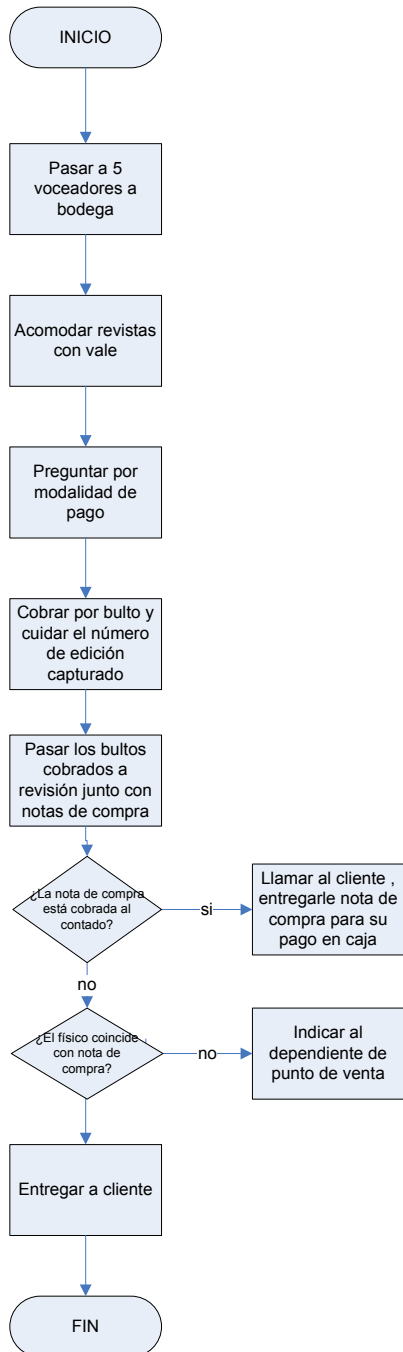 INICIO
Pasar a 5
voceadores a
bodega
Acomodar revistas
con vale
Preguntar por
modalidad de
pago
Cobrar por bulto y
cuidar el número
de edición
capturado
Pasar los bultos
cobrados a
revisión junto con
notas de compra
¿La nota de compra
está cobrada al
contado?
si
Llamar al cliente ,
entregarle nota de
compra para su
pago en caja
no
¿El físico coincide ,
con nota de
compra?
no
Indicar al
dependiente de
punto de venta
Entregar a cliente
FIN